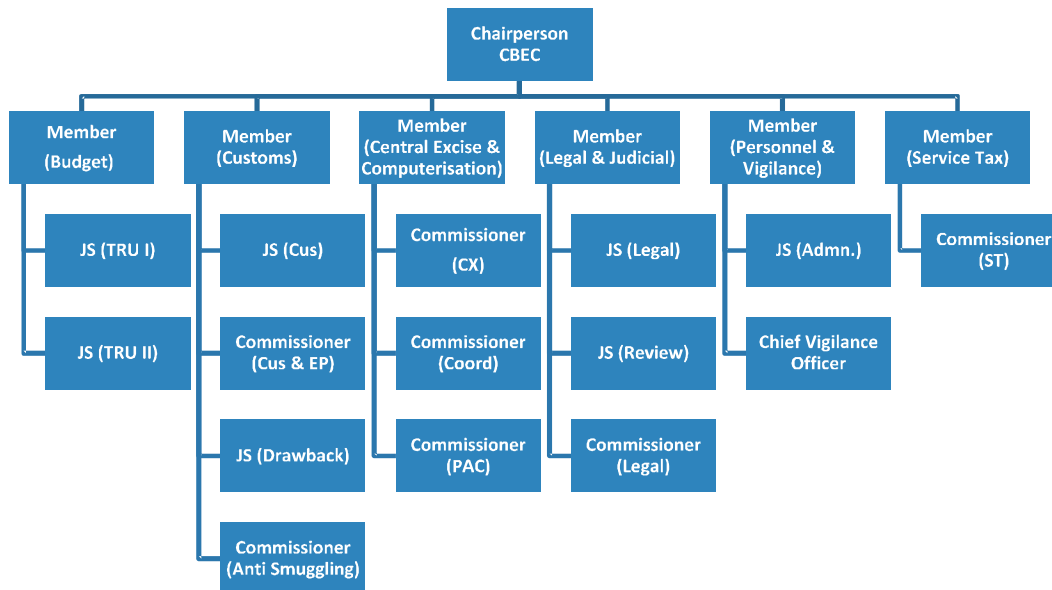 Chairperson
CBEC
Member
(Budget)
Member
(Customs)
Member
(Central Excise &
Computerisation)
Member
(Legal & Judicial)
Member
(Personnel &
Vigilance)
Member
(Service Tax)
JS (TRU I)
JS (TRU II)
JS (Cus)
Commissioner
(Cus & EP)
JS (Drawback)
Commissioner
(Anti Smuggling)
Commissioner
(CX)
Commissioner
(Coord)
Commissioner
(PAC)
JS (Legal)
JS (Review)
Commissioner
(Legal)
JS (Admn.)
Chief Vigilance
Officer
Commissioner
(ST)